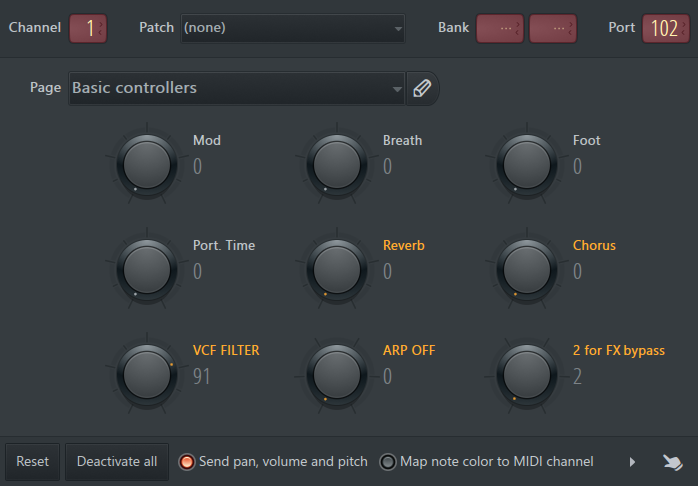 Channel 1 Patch (none) Bank ... ... Port 102
Page Basic controllers
Mod Breath Foot
0 0 0
Port. Time Reverb Chorus
0 0 0
VCF FILTER ARP OFF 2 for FX bypass
91 0 2
Reset Deactivate all Send pan, volume and pitch Map note color to MIDI channel